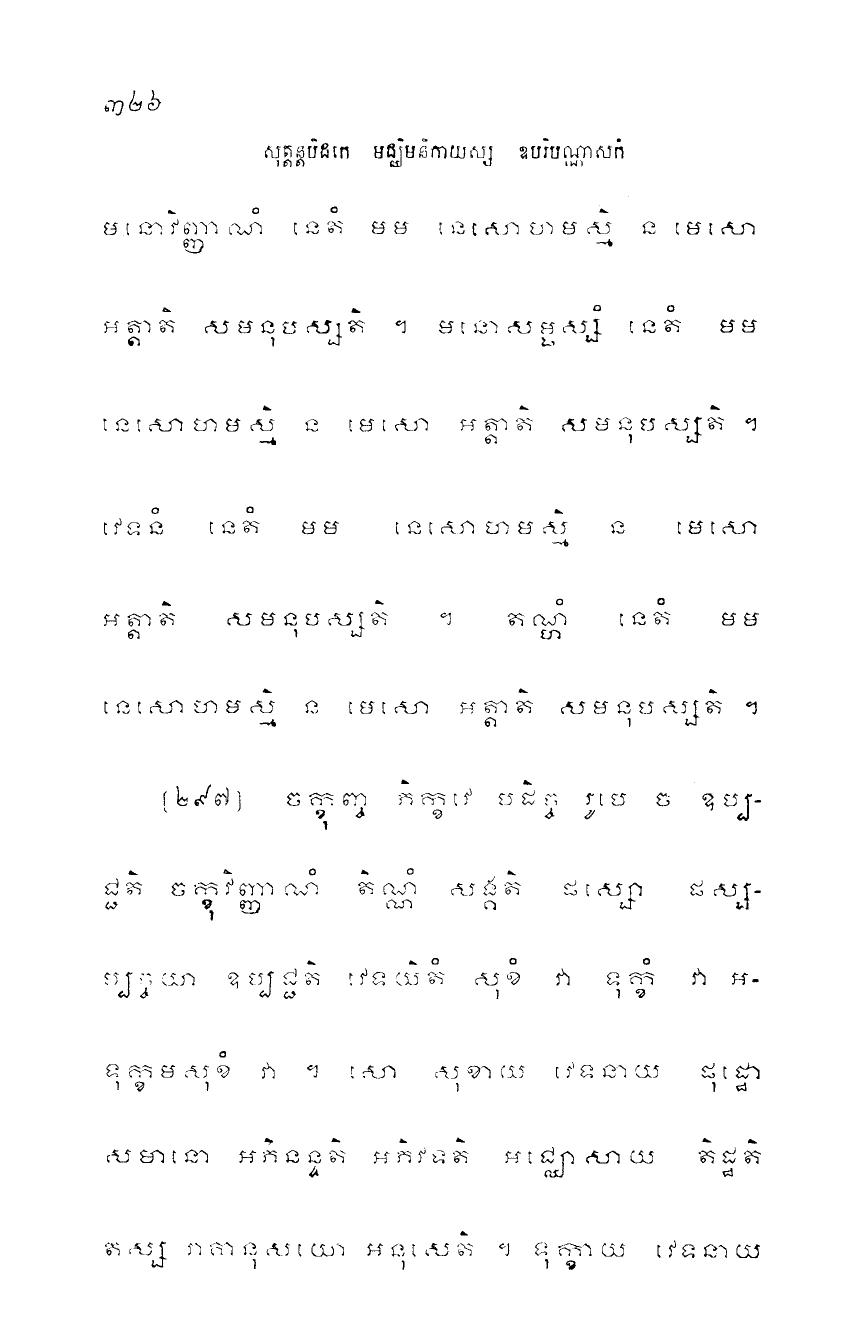 ៣២៦
សុត្តន្តបិដកេ មជ្ឈិមនិកាយស្ស ឧបរិបណ្ណាសកំ
មនោវិញ្ញាណំ នេតំ មម នេសោហមស្មិ ន មេសោ
អត្តាតិ សមនុបស្សតិ ។ មនោសម្ផស្សំ នេតំ មម
នេសោហមស្មិ ន មេសោ អត្តាតិ សមនុបស្សតិ ។
វេទនំ នេតំ មម នេសោហមស្មិ ន មេសោ
អត្តាតិ សមនុបស្សតិ ។ តណ្ហំ នេតំ មម
នេសោហមស្មិ ន មេសោ អត្តាតិ សមនុបស្សតិ ។
[២៩៧] ចក្ខុញ្ច ភិក្ខវេ បដិច្ច រូបេ ច ឧប្ប-
ជ្ជតិ ចក្ខុវិញ្ញាណំ តិណ្ណំ សង្គតិ ផស្សោ ផស្ស-
ប្បច្ចយា ឧប្បជ្ជតិ វេទយិតំ សុខំ វា ទុក្ខំ វា អ-
ទុក្ខមសុខំ វា ។ សោ សុខាយ វេទនាយ ផុដ្ឋោ
សមានោ អភិនន្ទតិ អភិវទតិ អជ្ឈោសាយ តិដ្ឋតិ
តស្ស រាគានុសយោ អនុសេតិ ។ ទុក្ខាយ វេទនាយ